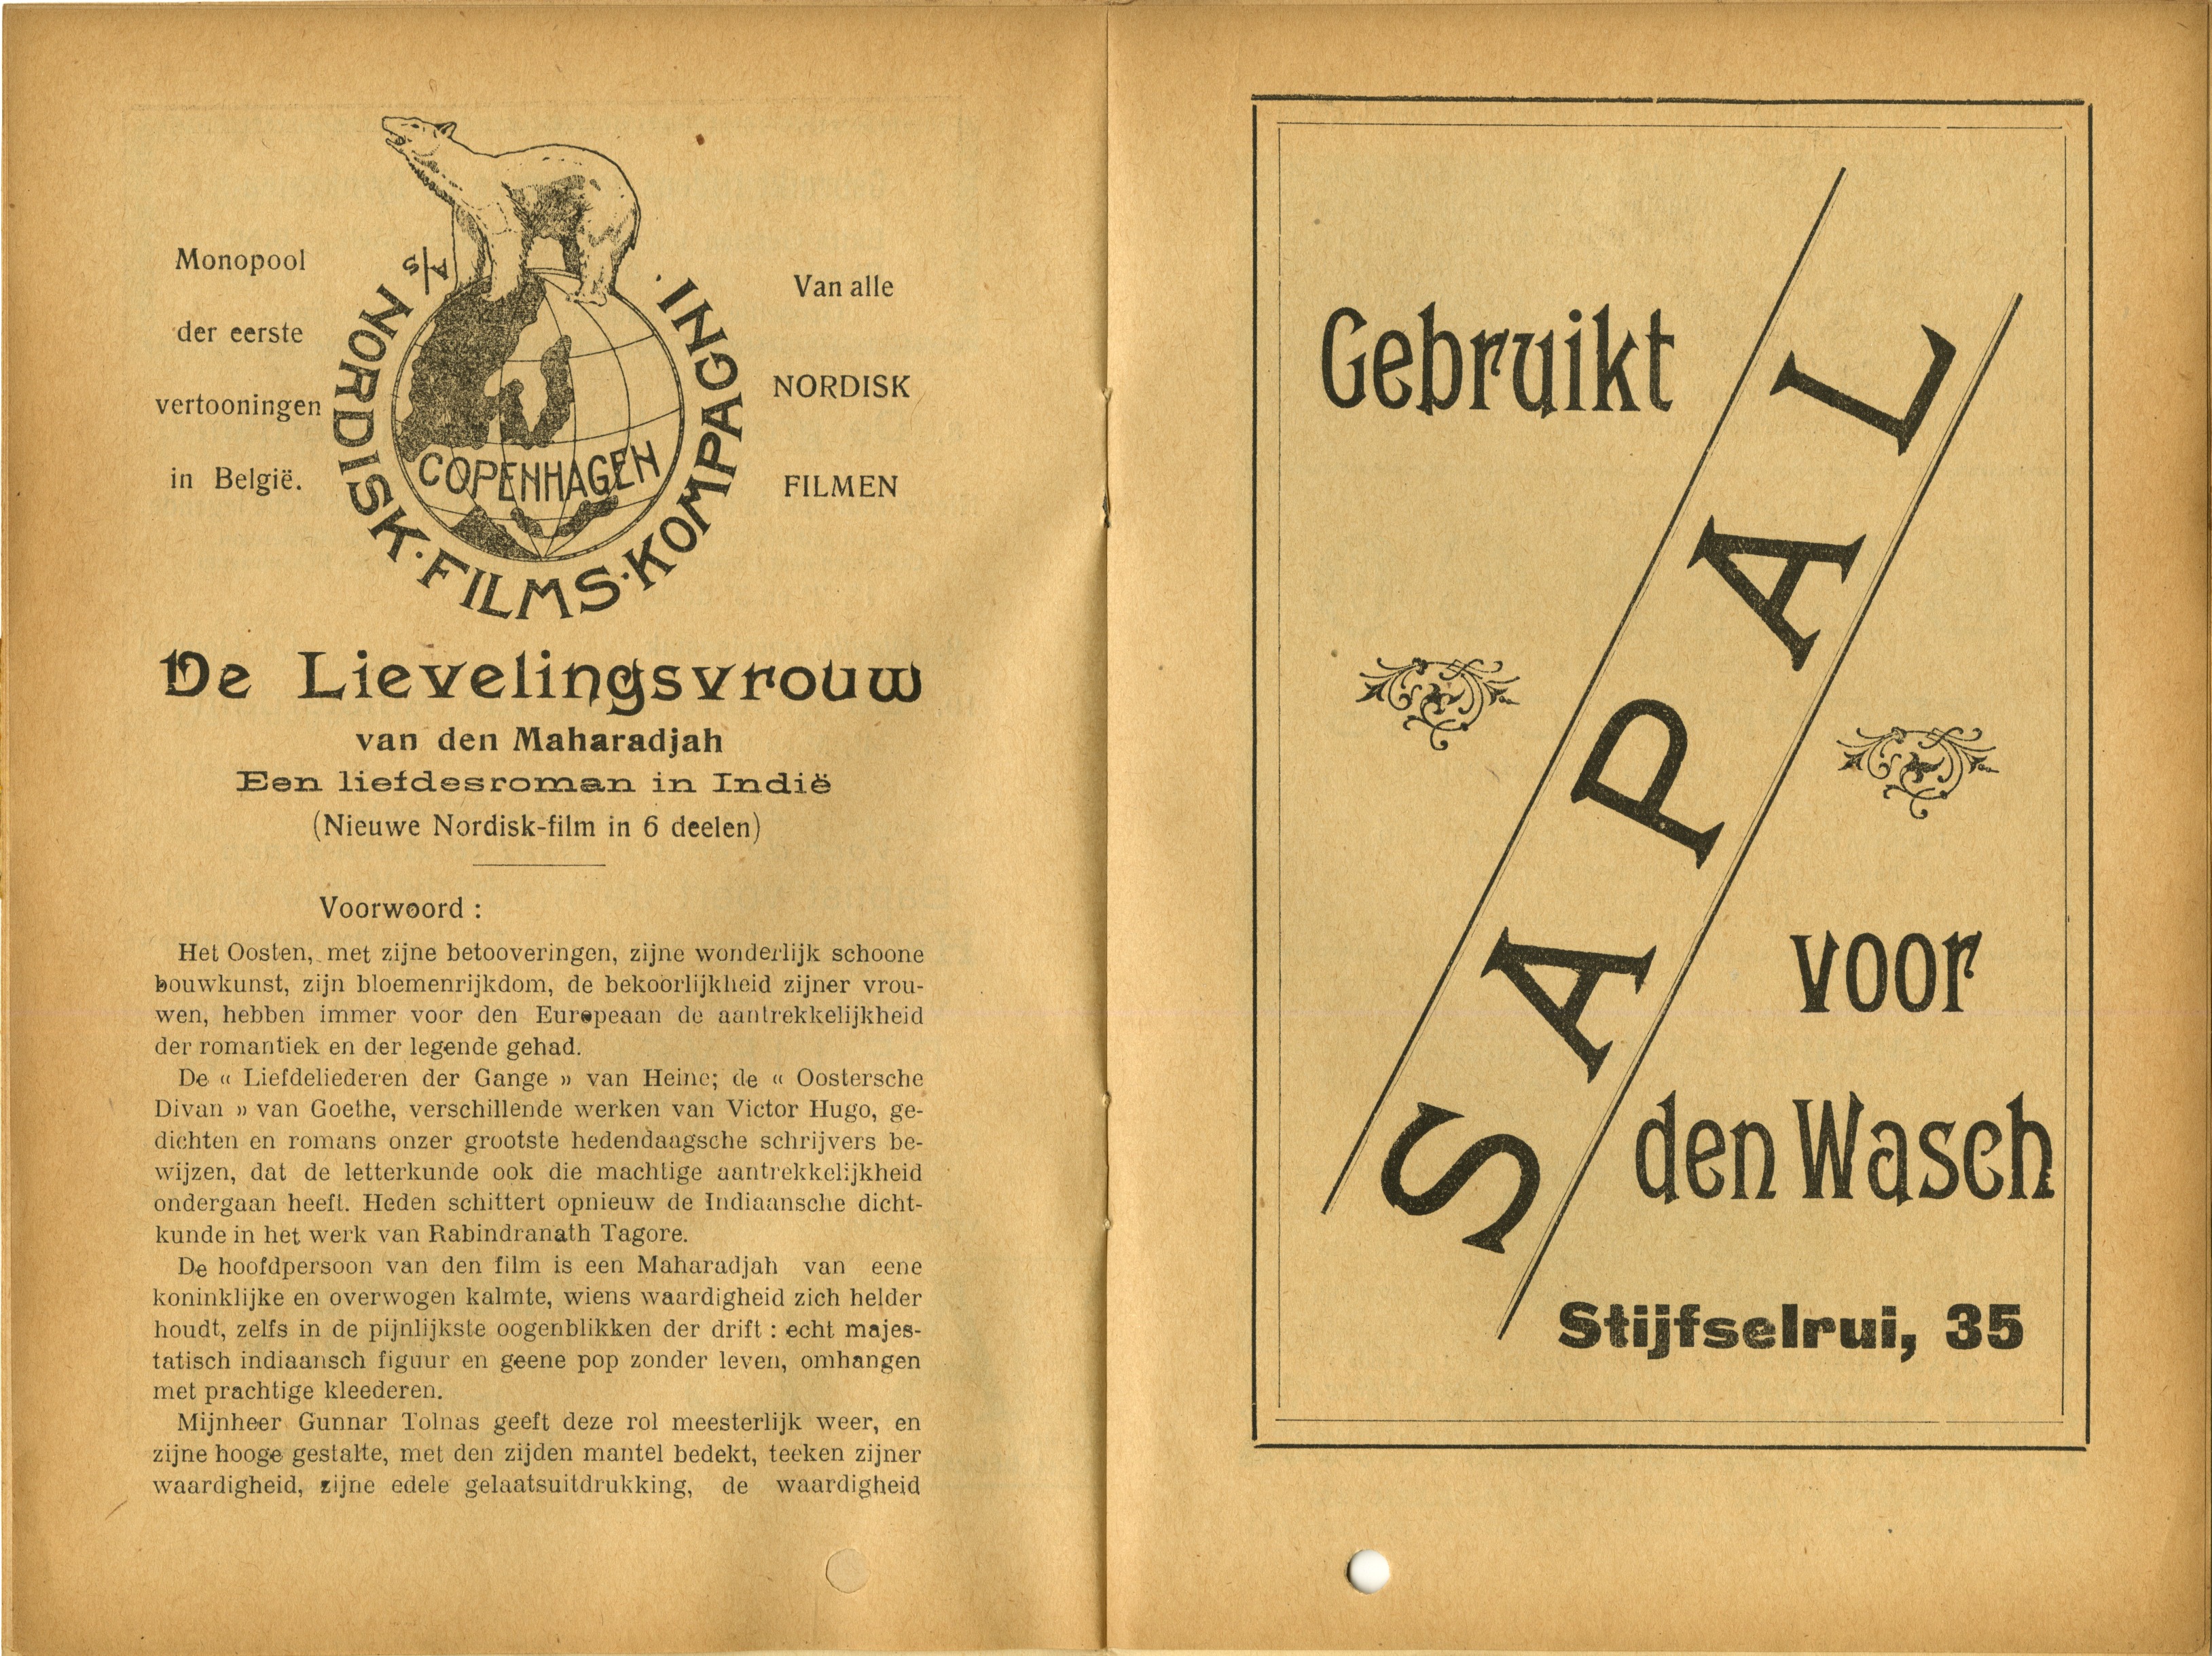 Monopool
der eerste
vertooningen
in België.
A/S NORDISK·FILMS·KOMPAGNI.
COPENHAGEN
Van alle
NORDISK
FILMEN
De Lievelingsvrouw
van den Maharadjah
Een liefdesroman in Indië
(Nieuwe Nordisk-film in 6 deelen)
Voorwoord :
Het Oosten, met zijne betooveringen, zijne wonderlijk schoone
bouwkunst, zijn bloemenrijkdom, de bekoorlijkheid zijner vrou-
wen, hebben immer voor den Europeaan de aantrekkelijkheid
der romantiek en der legende gehad.
De « Liefdeliederen der Gange » van Heine; de « Oostersche
Divan » van Goethe, verschillende werken van Victor Hugo, ge-
dichten en romans onzer grootste hedendaagsche schrijvers be-
wijzen, dat de letterkunde ook die machtige aantrekkelijkheid
ondergaan heeft. Heden schittert opnieuw de Indiaansche dicht-
kunde in het werk van Rabindranath Tagore.
De hoofdpersoon van den film is een Maharadjah van eene
koninklijke en overwogen kalmte, wiens waardigheid zich helder
houdt, zelfs in de pijnlijkste oogenblikken der drift : echt majes-
tatisch indiaansch figuur en geene pop zonder leven, omhangen
met prachtige kleederen.
Mijnheer Gunnar Tolnas geeft deze rol meesterlijk weer, en
zijne hooge gestalte, met den zijden mantel bedekt, teeken zijner
waardigheid, zijne edele gelaatsuitdrukking, de waardigheid
Gebruikt
SAPAL
voor
den Wasch
Stijfselrui, 35